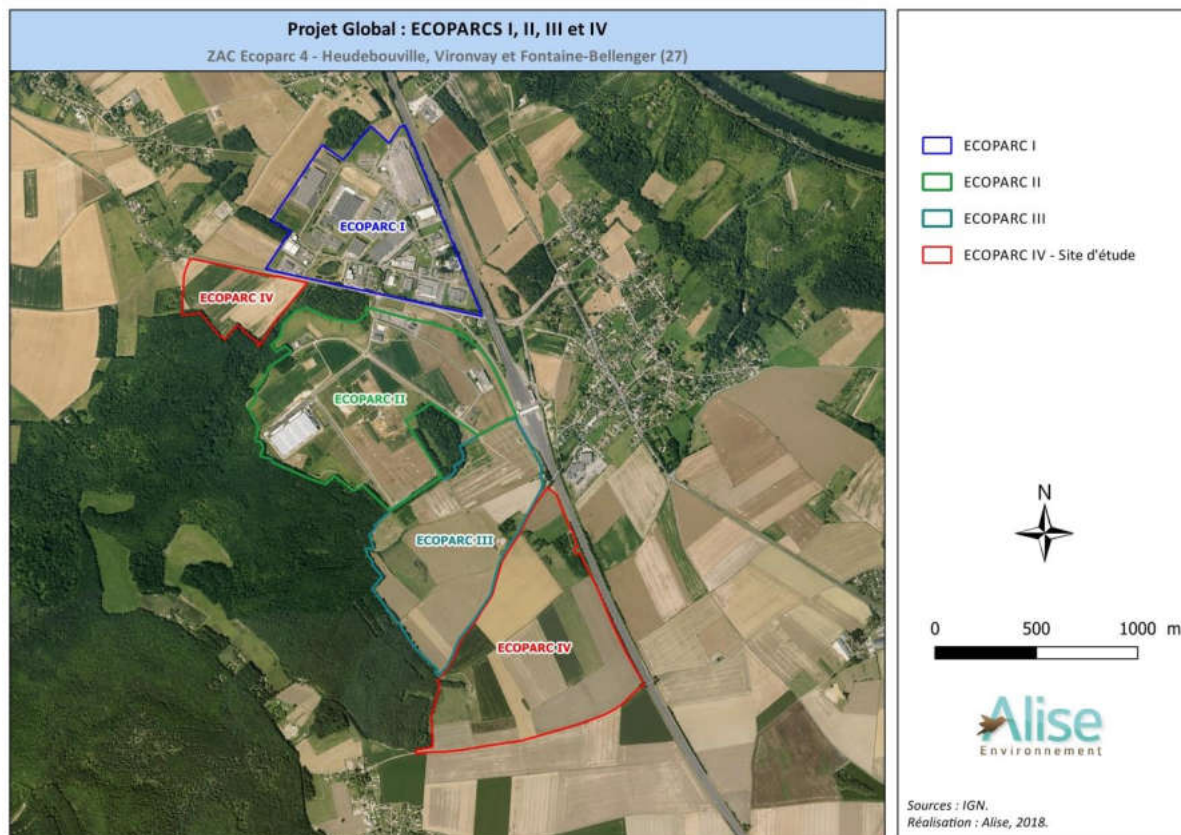 Projet Global : ECOPARCS I, II, III et IV
ZAC Ecoparc 4 - Heudebouville, Vironvay et Fontaine-Bellenger (27)
ECOPARC I
ECOPARC IV
ECOPARC II
ECOPARC III
ECOPARC IV
ECOPARC I
ECOPARC II
ECOPARC III
ECOPARC IV - Site d'étude
N
0 500 1000 m
Alise
Environnement
Sources : IGN.
Réalisation : Alise, 2018.